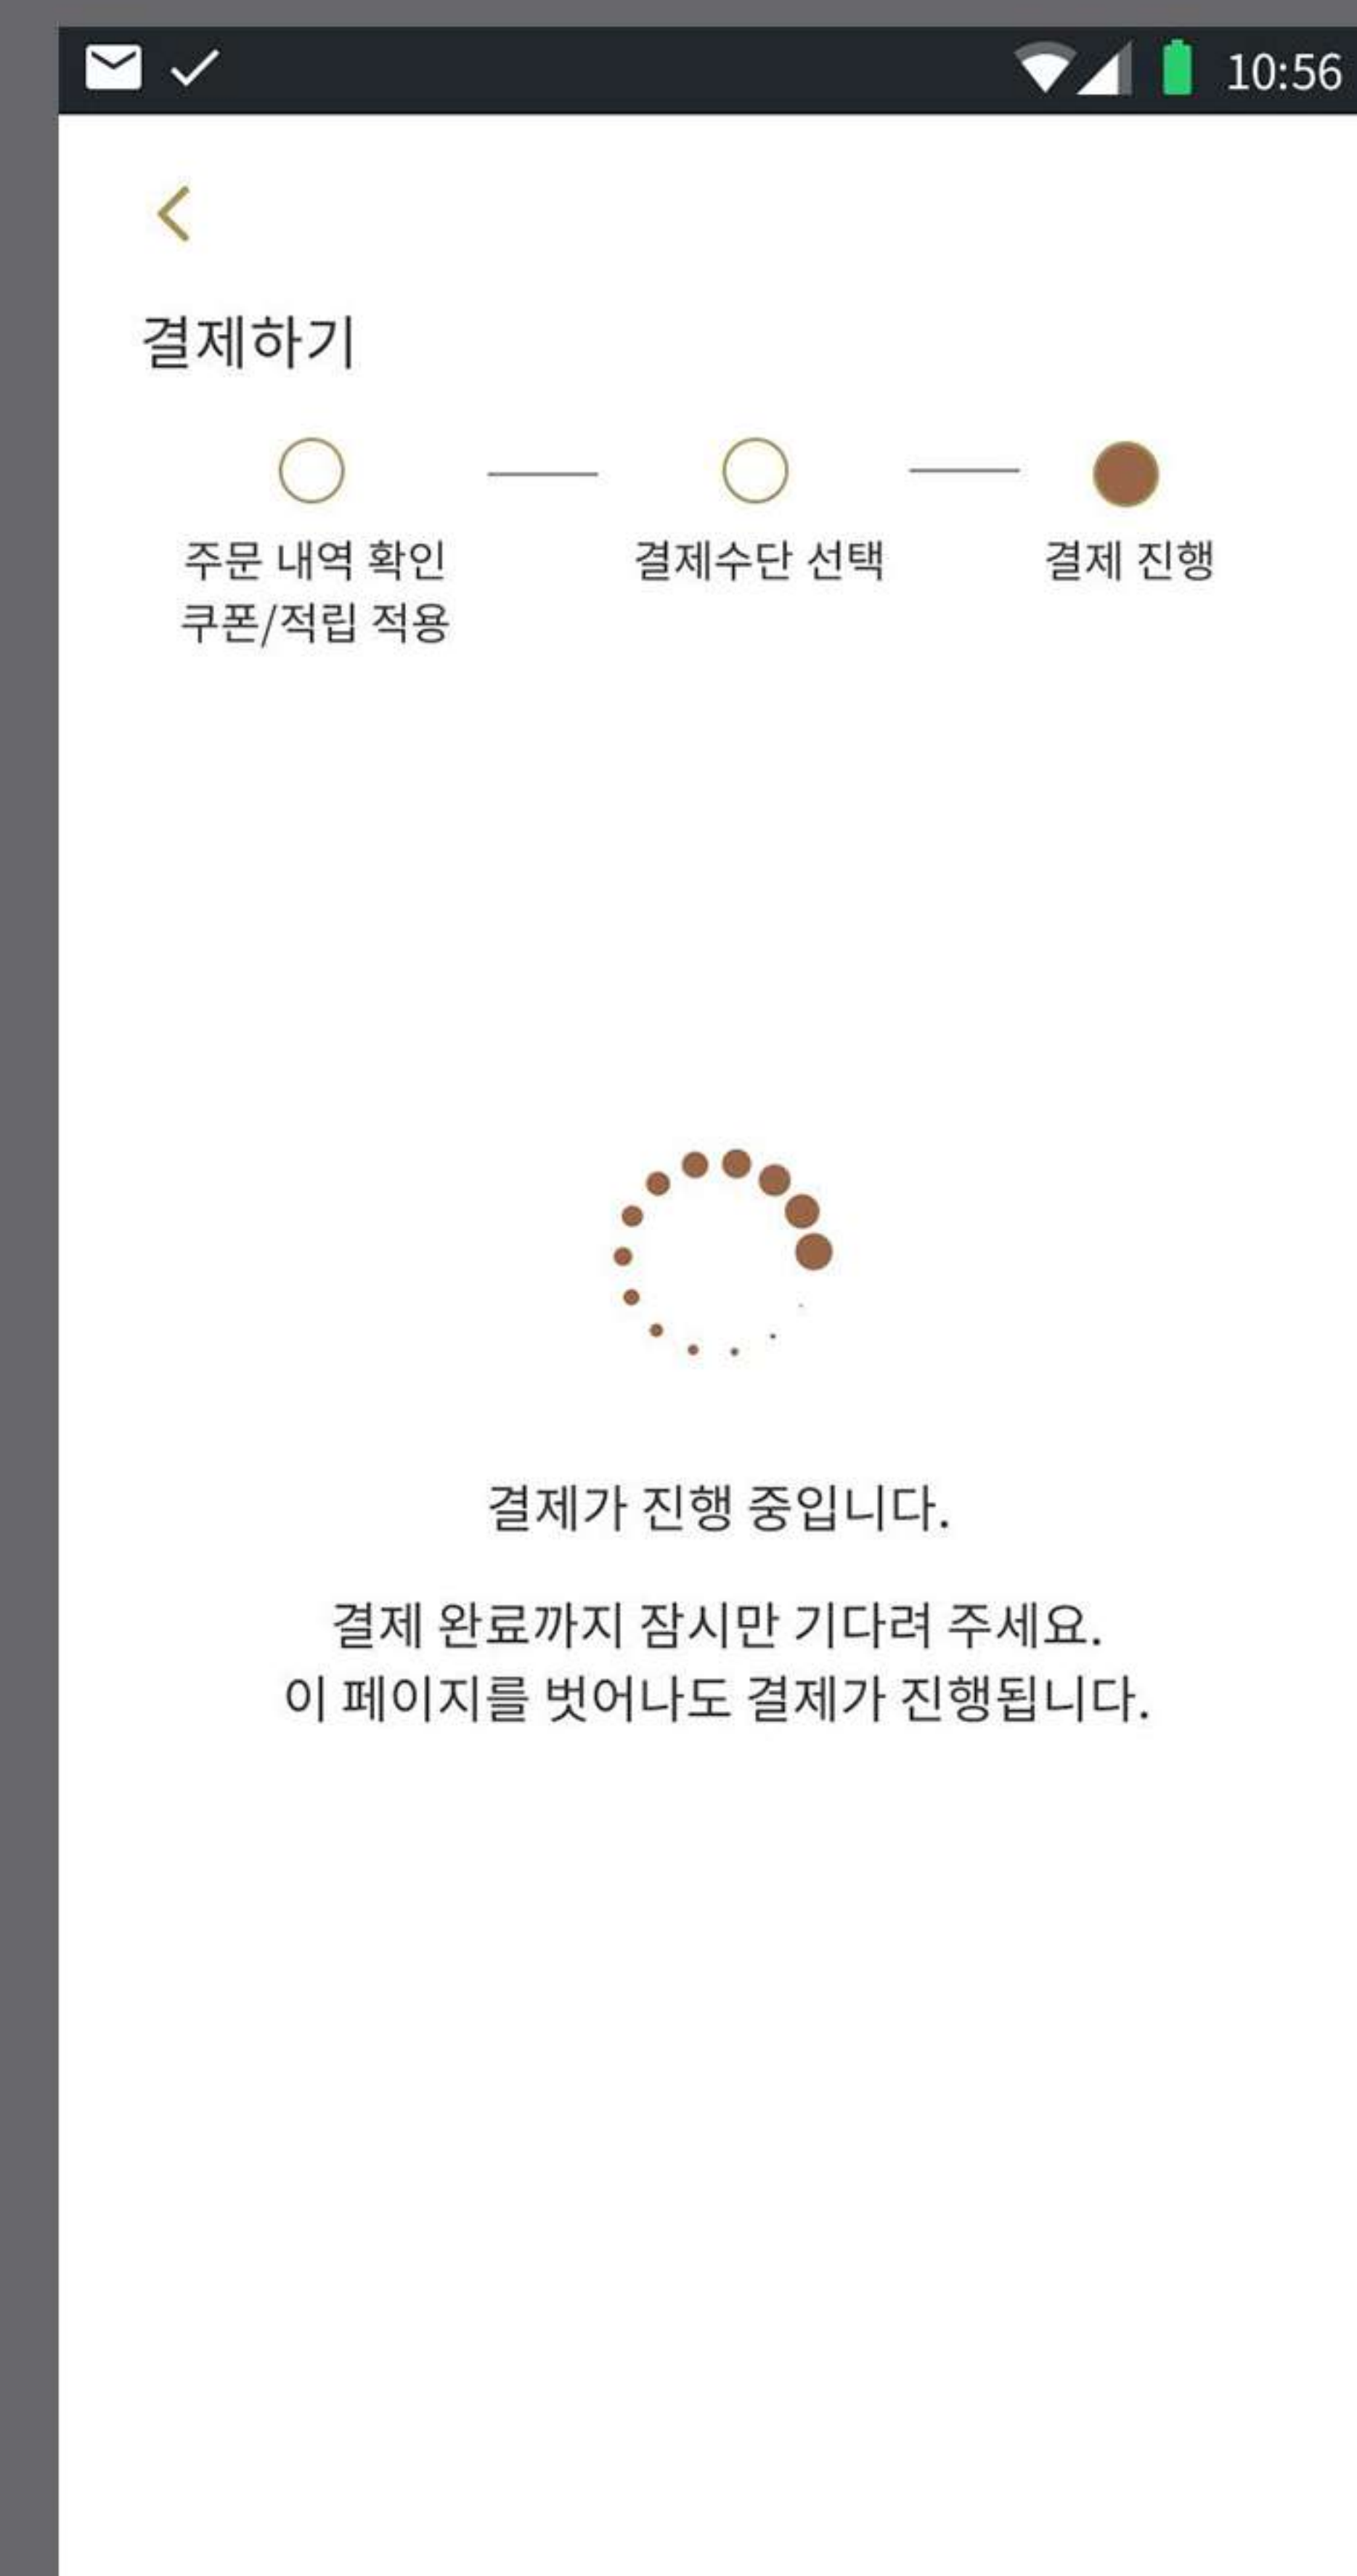 10:56
결제하기
주문 내역 확인
쿠폰/적립 적용
결제수단 선택
결제 진행
결제가 진행 중입니다.
결제 완료까지 잠시만 기다려 주세요.
이 페이지를 벗어나도 결제가 진행됩니다.